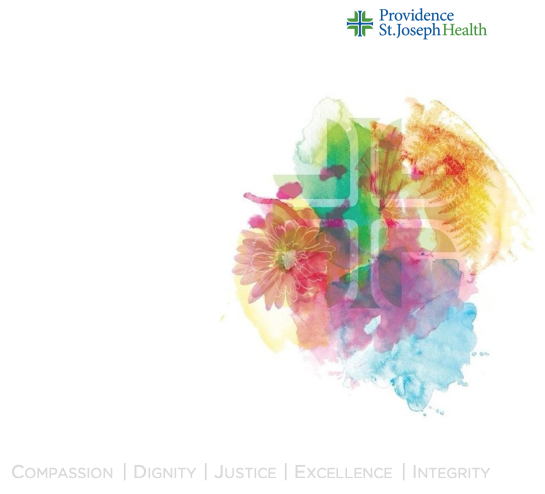 Providence
St.Joseph Health
COMPASSION | DIGNITY | JUSTICE | EXCELLENCE | INTEGRITY